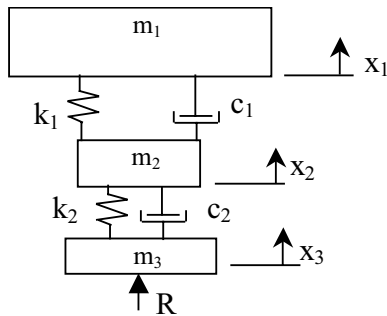 m₁
x₁
k₁ c₁
m₂
x₂
k₂ c₂
m₃ x₃
R